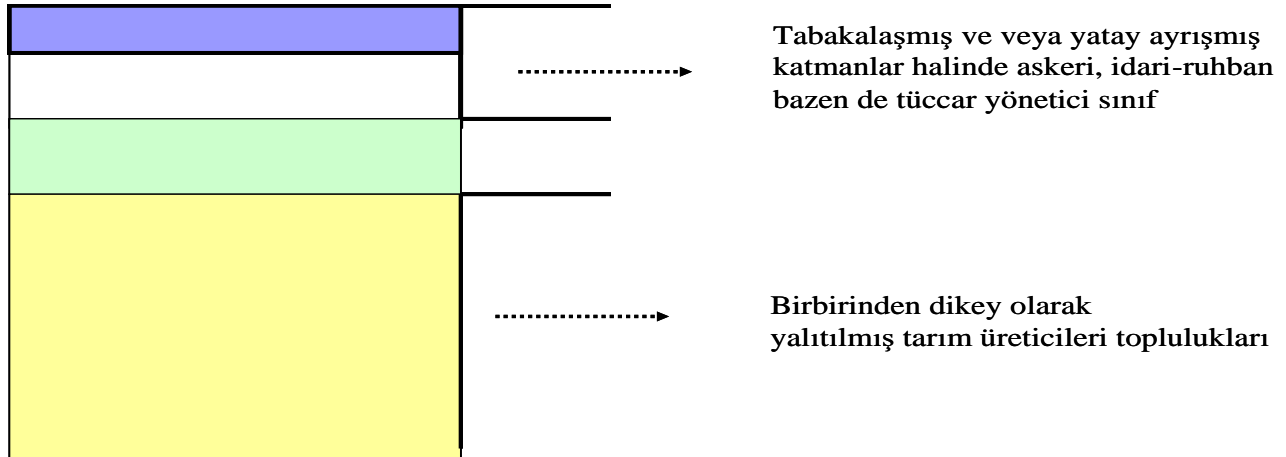 Tabakalaşmış ve veya yatay ayrışmış
katmanlar halinde askeri, idari-ruhban
bazen de tüccar yönetici sınıf
Birbirinden dikey olarak
yalıtılmış tarım üreticileri toplulukları